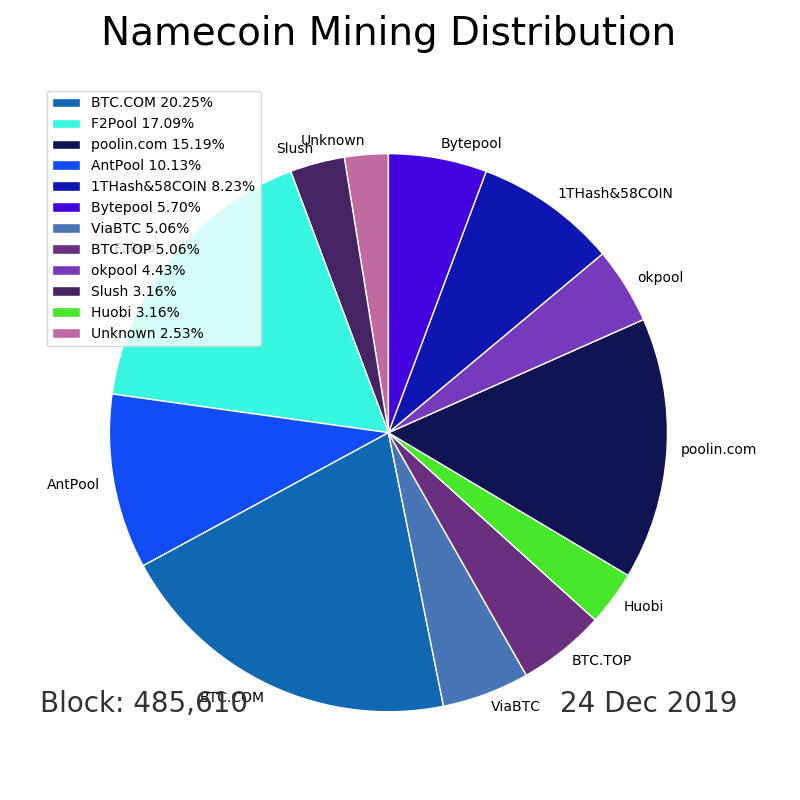 Namecoin Mining Distribution
BTC.COM 20.25%
F2Pool 17.09%
poolin.com 15.19%
AntPool 10.13%
1THash&58COIN 8.23%
Bytepool 5.70%
ViaBTC 5.06%
BTC.TOP 5.06%
okpool 4.43%
Slush 3.16%
Huobi 3.16%
Unknown 2.53%
Unknown
Slush
Bytepool
1THash&58COIN
okpool
poolin.com
AntPool
Huobi
BTC.TOP
BTC.COM
ViaBTC
Block: 485,610
24 Dec 2019